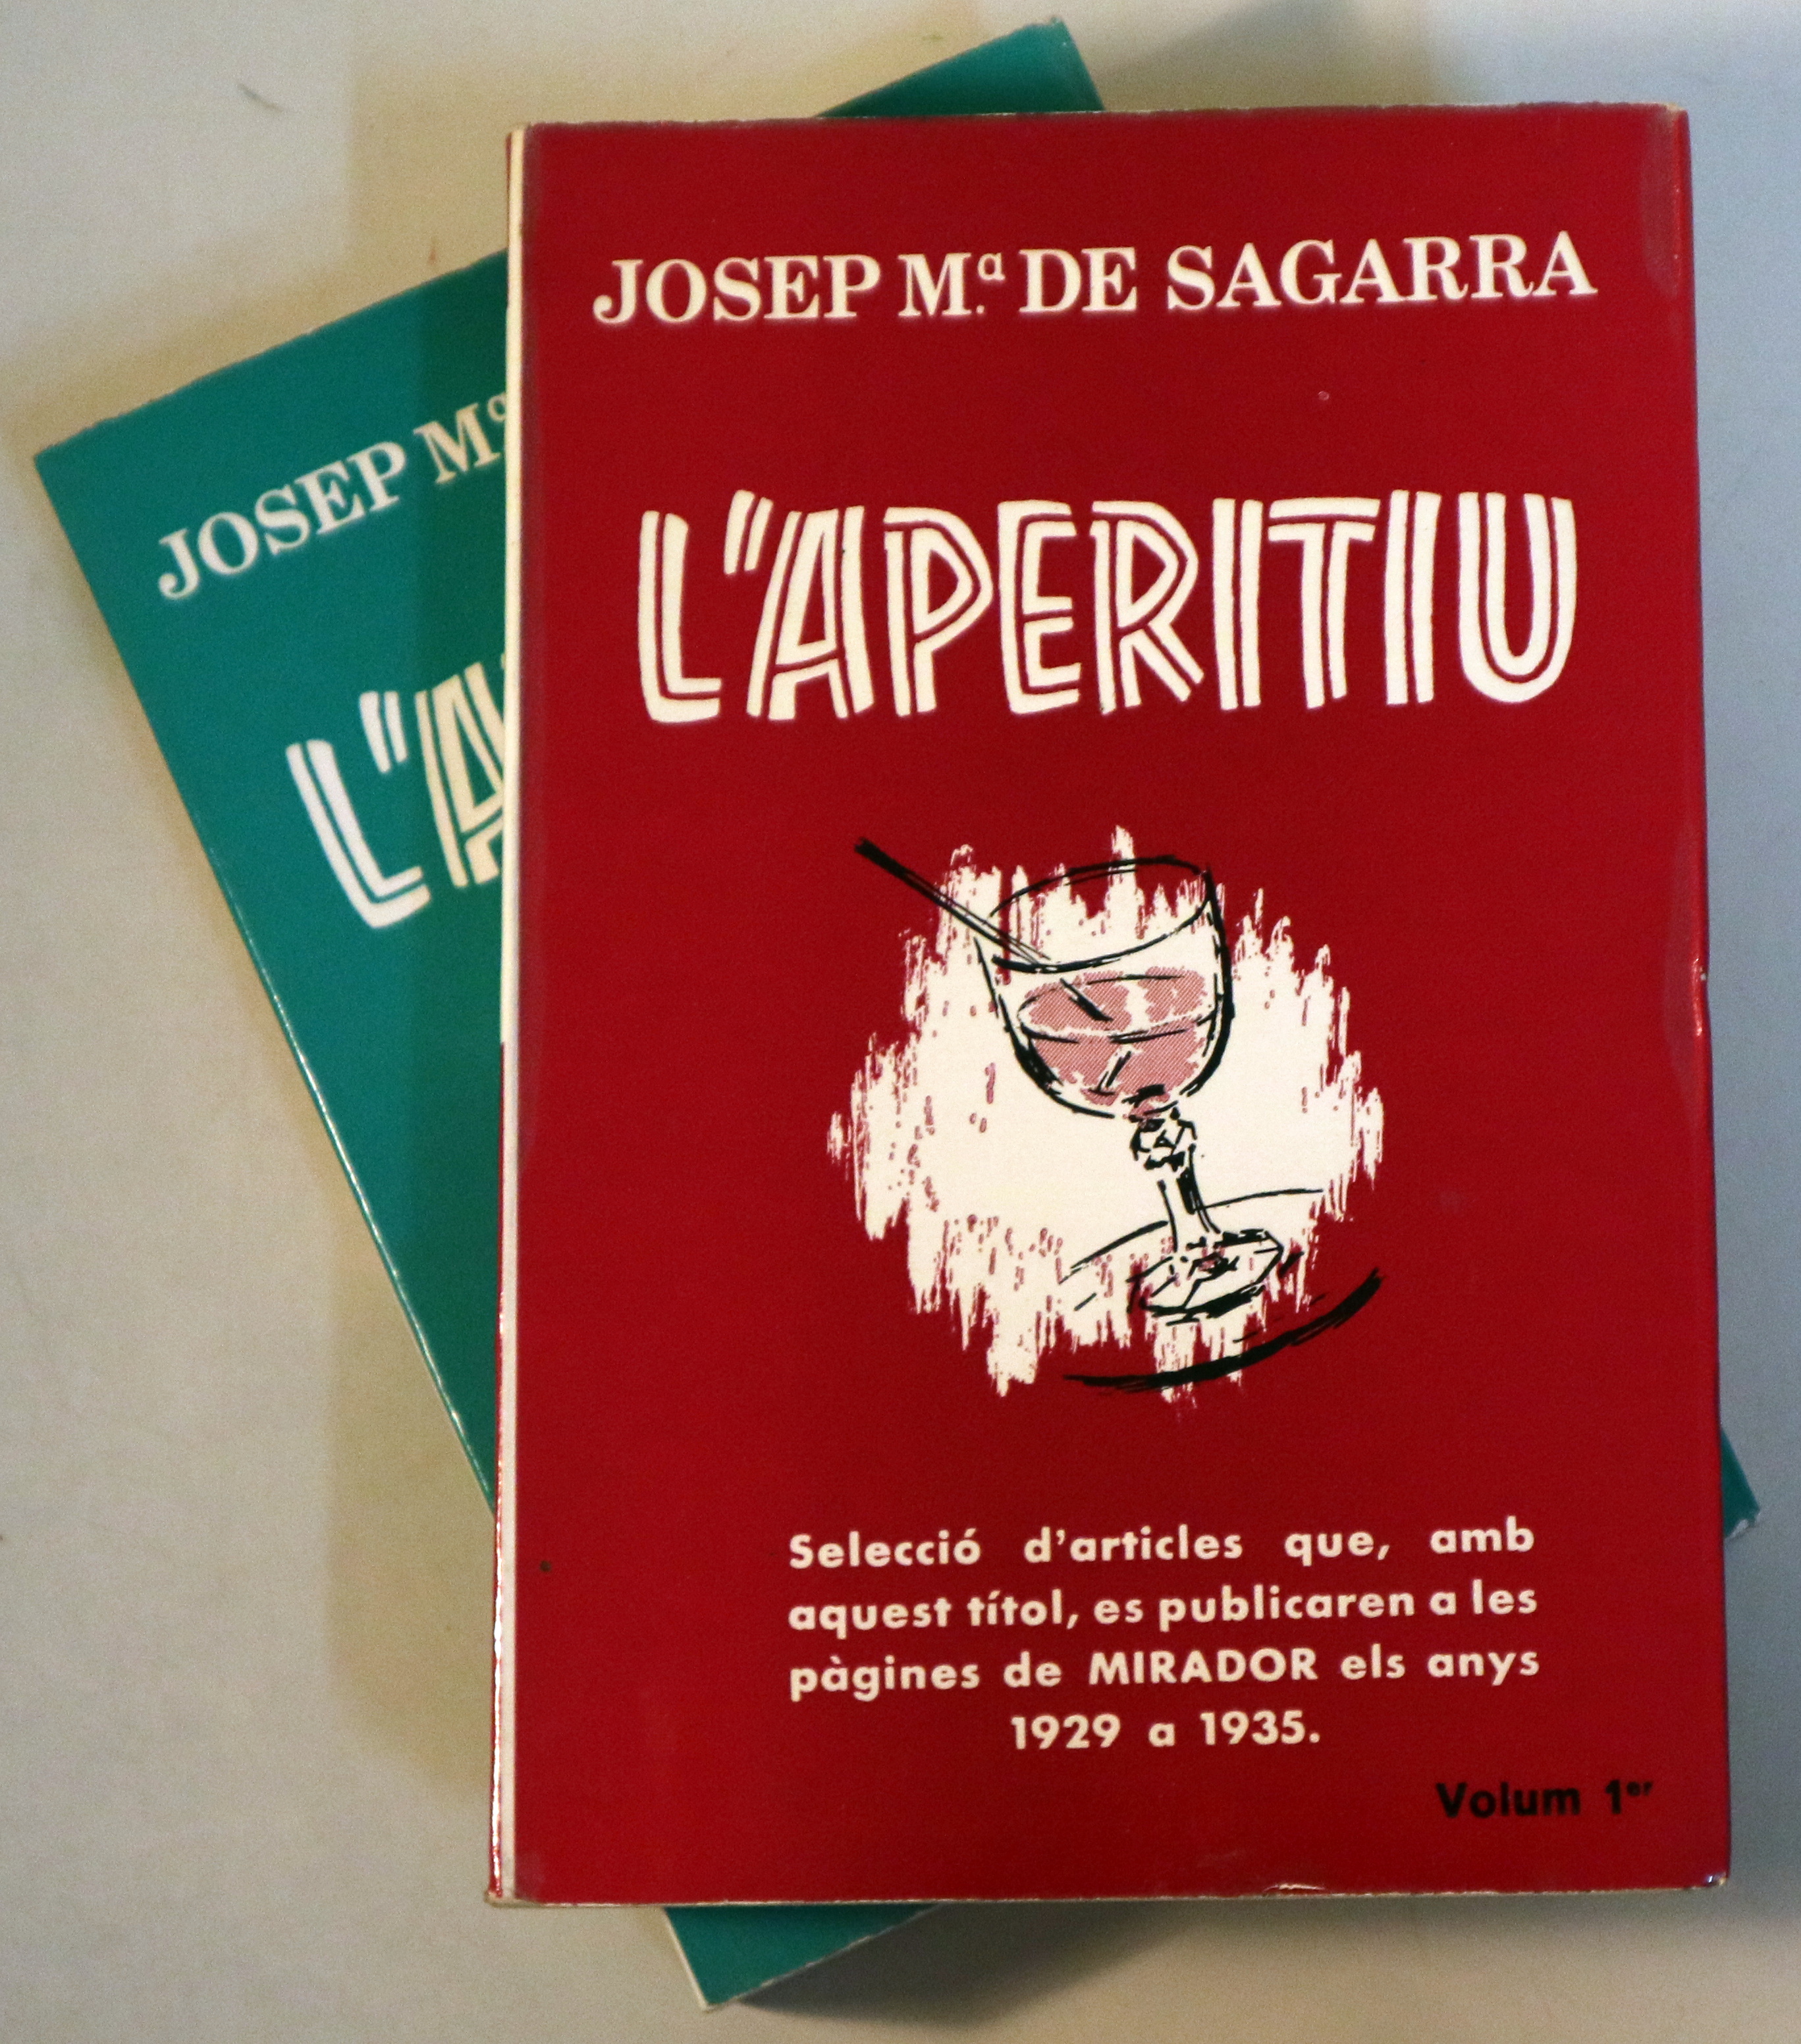 JOSEP M.ª DE SAGARRA
L'APERITIU
Selecció d'articles que, amb
aquest títol, es publicaren a les
pàgines de MIRADOR els anys
1929 a 1935.
Volum 1er
JOSEP Mª
L'A